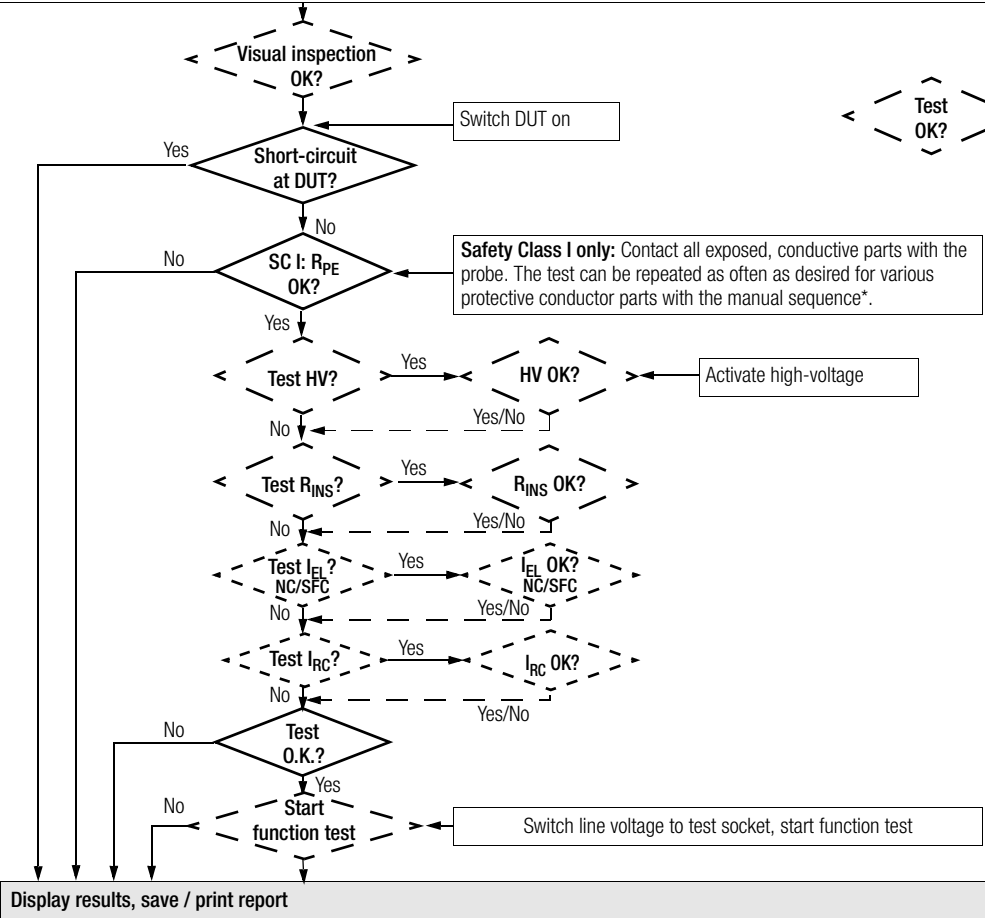 Visual inspection
OK?
Test
OK?
Switch DUT on
Yes
Short-circuit
at DUT?
No
No
SC I: RPE
OK?
Safety Class I only: Contact all exposed, conductive parts with the
probe. The test can be repeated as often as desired for various
protective conductor parts with the manual sequence*.
Yes
Test HV?
Yes
HV OK?
Activate high-voltage
No
Yes/No
Test RINS?
Yes
RINS OK?
No
Yes/No
Test IEL?
NC/SFC
Yes
IEL OK?
NC/SFC
No
Yes/No
Test IRC?
Yes
IRC OK?
No
Yes/No
No
Test
O.K.?
Yes
No
Start
function test
Switch line voltage to test socket, start function test
Display results, save / print report